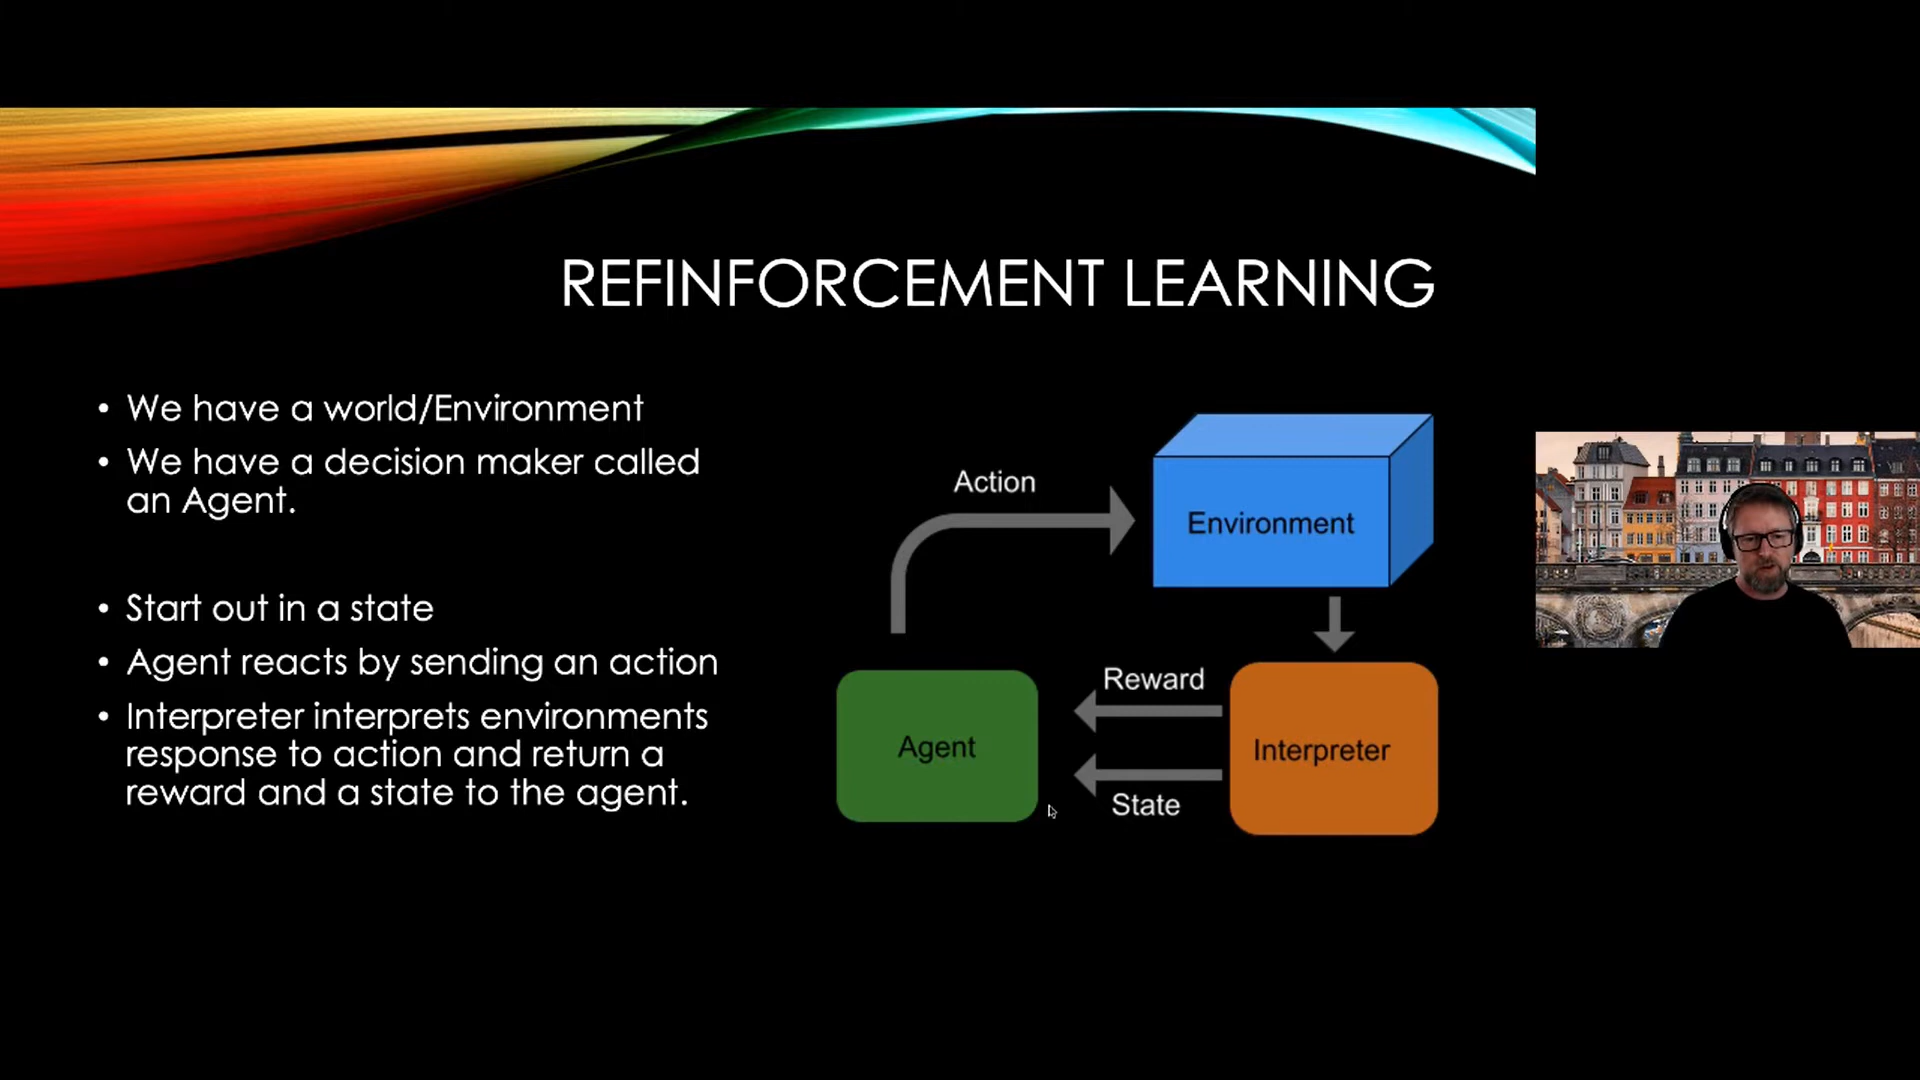 REFINFORCEMENT LEARNING
• We have a world/Environment
• We have a decision maker called
an Agent.
• Start out in a state
• Agent reacts by sending an action
• Interpreter interprets environments
response to action and return a
reward and a state to the agent.
Action
Environment
Reward
Agent
Interpreter
State